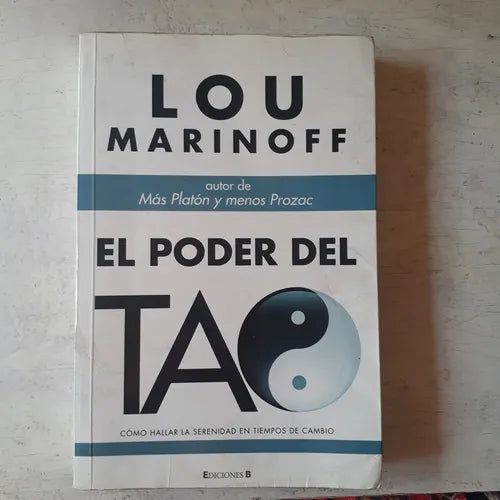 LOU
MARINOFF
autor de
Más Platón y menos Prozac
EL PODER DEL
TAO
CÓMO HALLAR LA SERENIDAD EN TIEMPOS DE CAMBIO
EDICIONES B